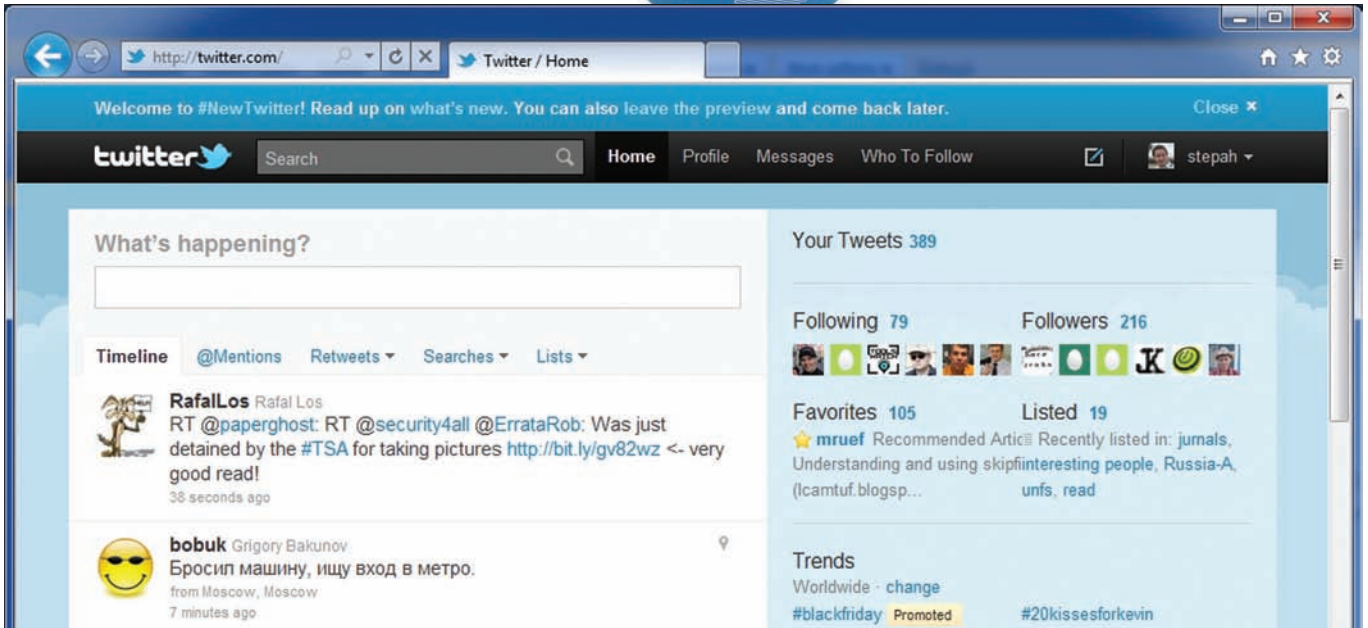 http://twitter.com/
Twitter / Home
Welcome to #NewTwitter! Read up on what's new. You can also leave the preview and come back later.
Close ×
twitter
Search
Home Profile Messages Who To Follow
stepah
What's happening?
Timeline @Mentions Retweets Searches Lists
RafalLos Rafal Los
RT @paperghost: RT @security4all @ErrataRob: Was just
detained by the #TSA for taking pictures http://bit.ly/gv82wz <- very
good read!
38 seconds ago
bobuk Grigory Bakunov
Бросил машину, ищу вход в метро.
from Moscow, Moscow
7 minutes ago
Your Tweets 389
Following 79
Followers 216
JK
Favorites 105
mruef Recommended Artic
Understanding and using skipfi
(lcamtuf.blogsp...
Listed 19
Recently listed in: jurnals,
interesting people, Russia-A,
unfs, read
Trends
Worldwide · change
#blackfriday Promoted
#20kissesforkevin